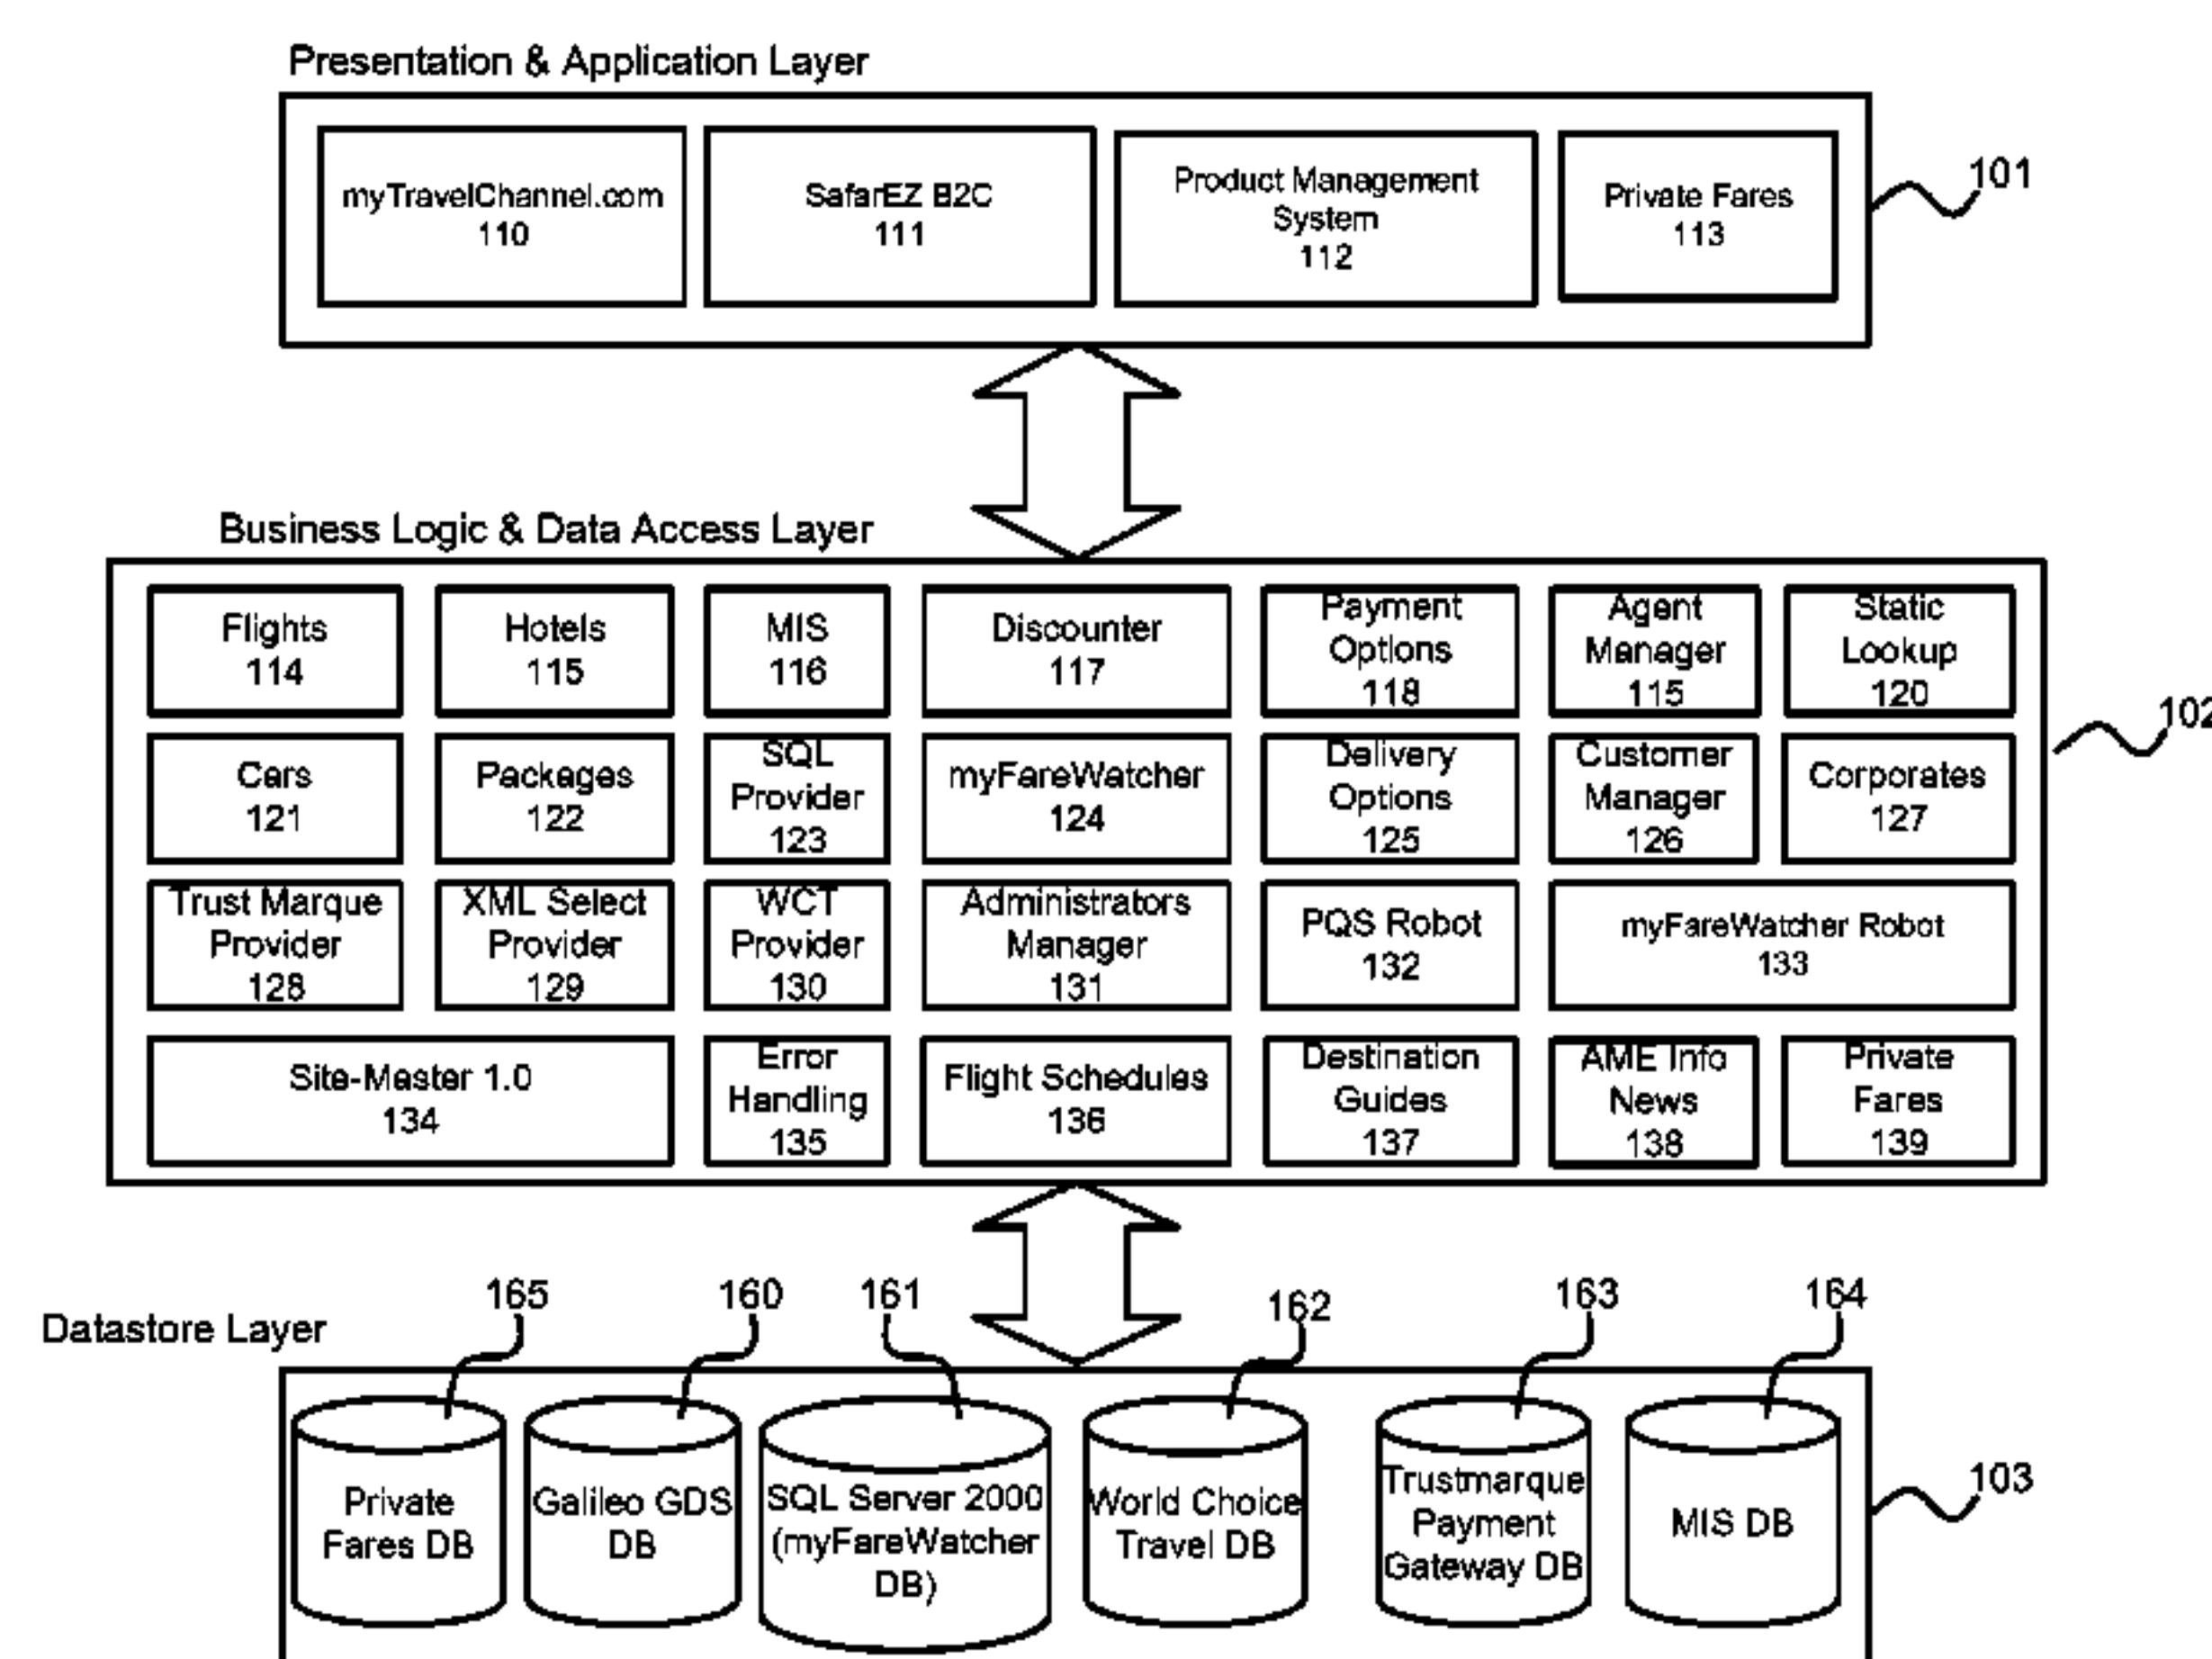 Presentation & Application Layer
myTravelChannel.com
110
SafarEZ B2C
111
Product Management
System
112
Private Fares
113
101
Business Logic & Data Access Layer
Flights
114
Hotels
115
MIS
116
Discounter
117
Payment
Options
118
Agent
Manager
115
Static
Lookup
120
102
Cars
121
Packages
122
SQL
Provider
123
myFareWatcher
124
Delivery
Options
125
Customer
Manager
126
Corporates
127
Trust Marque
Provider
128
XML Select
Provider
129
WCT
Provider
130
Administrators
Manager
131
PQS Robot
132
myFareWatcher Robot
133
Site-Master 1.0
134
Error
Handling
135
Flight Schedules
136
Destination
Guides
137
AME Info
News
138
Private
Fares
139
Datastore Layer
165
160
161
162
163
164
Private
Fares DB
Galileo GDS
DB
SQL Server 2000
(myFareWatcher
DB)
World Choice
Travel DB
Trustmarque
Payment
Gateway DB
MIS DB
103